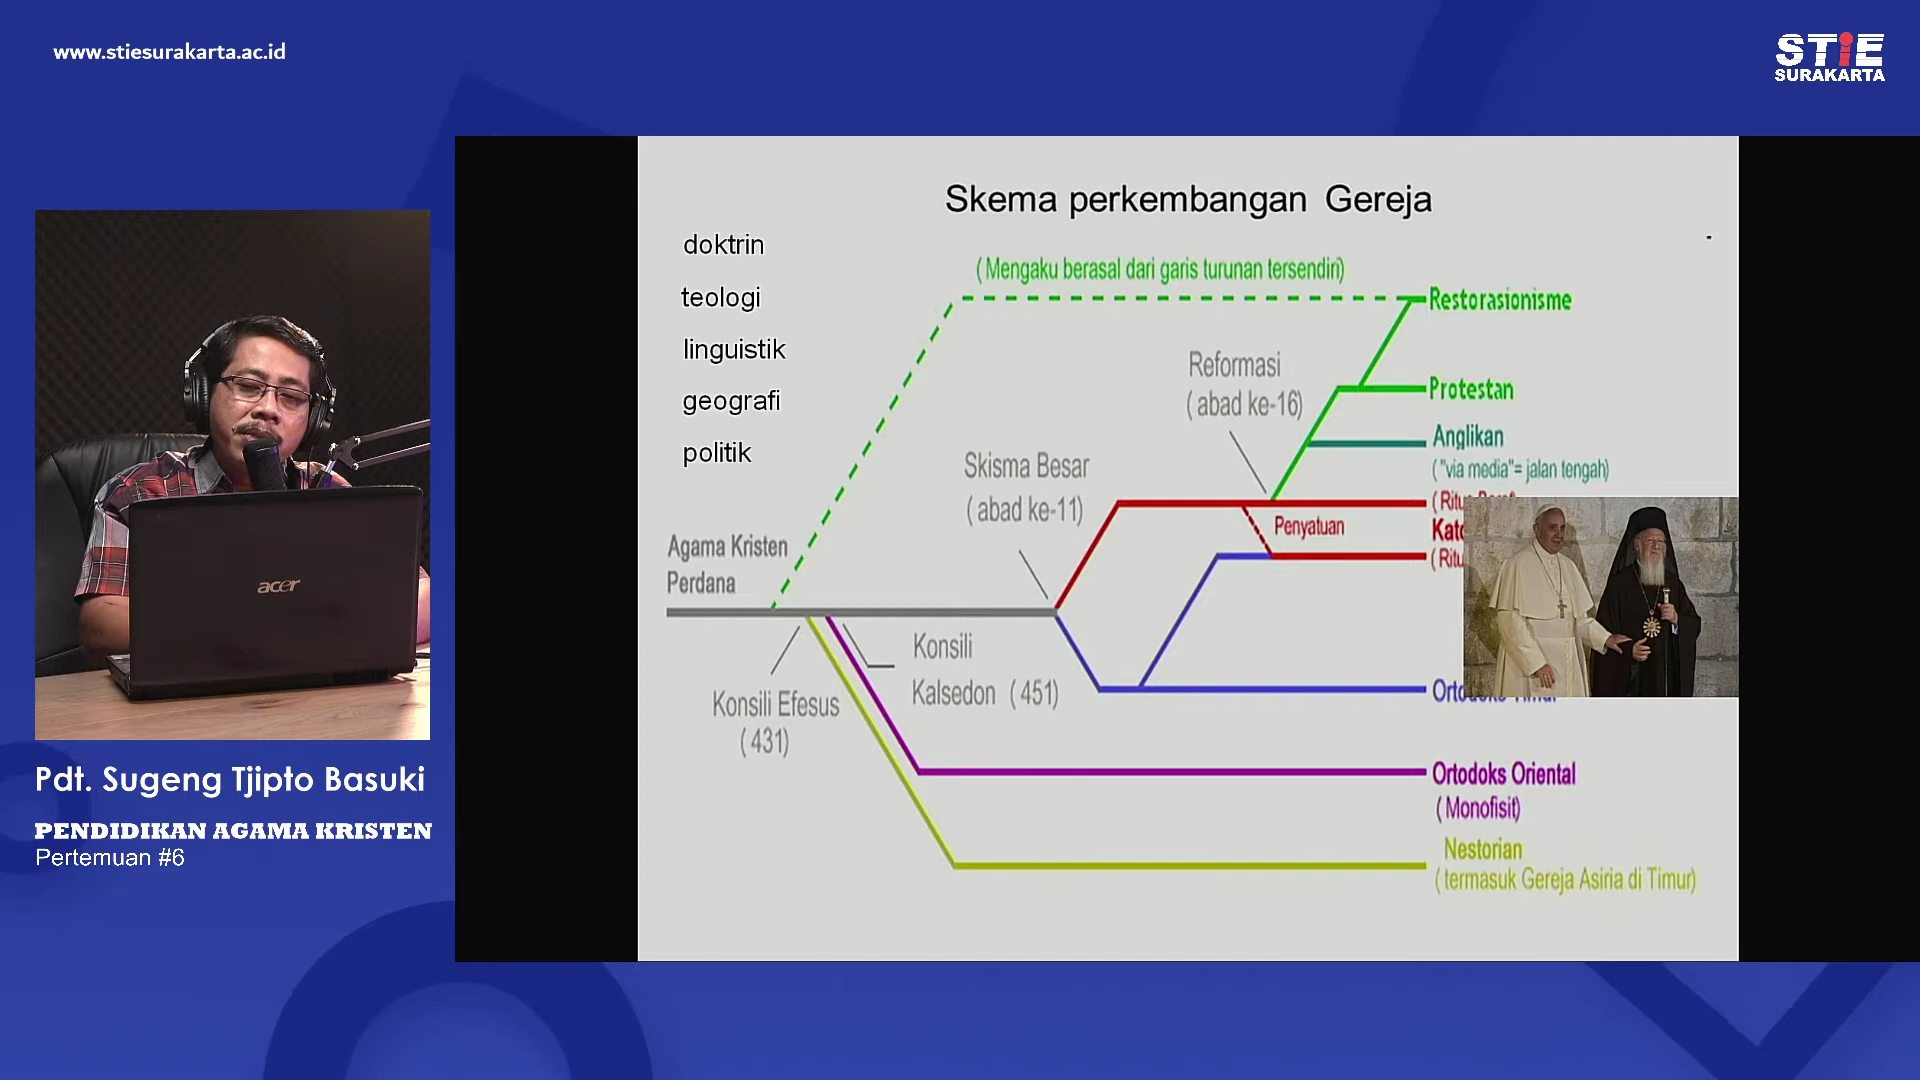 www.stiesurakarta.ac.id
STiE
SURAKARTA
Skema perkembangan Gereja
doktrin
teologi
linguistik
geografi
politik
( Mengaku berasal dari garis turunan tersendiri)
Restorasionisme
Reformasi
( abad ke-16)
Protestan
Anglikan
( "via media"= jalan tengah)
Skisma Besar
( abad ke-11)
Penyatuan
Agama Kristen
Perdana
Konsili
Kalsedon ( 451)
Konsili Efesus
( 431)
Ortodoks Oriental
( Monofisit)
Nestorian
( termasuk Gereja Asiria di Timur)
acer
Pdt. Sugeng Tjipto Basuki
PENDIDIKAN AGAMA KRISTEN
Pertemuan #6